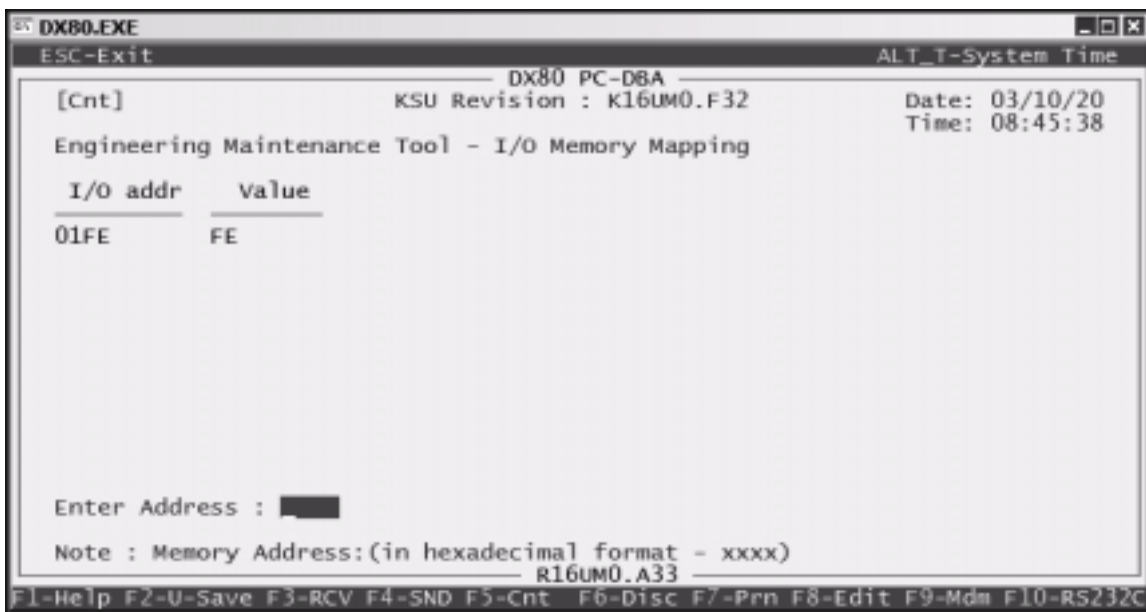 DX80.EXE
ESC-Exit ALT_T-System Time
DX80 PC-DBA
[Cnt] KSU Revision : K16UM0.F32 Date: 03/10/20
Time: 08:45:38
Engineering Maintenance Tool - I/O Memory Mapping
I/O addr Value
01FE FE
Enter Address :
Note : Memory Address:(in hexadecimal format - xxxx)
R16UM0.A33
F1-Help F2-U-Save F3-RCV F4-SND F5-Cnt F6-Disc F7-Prn F8-Edit F9-Mdm F10-RS232C